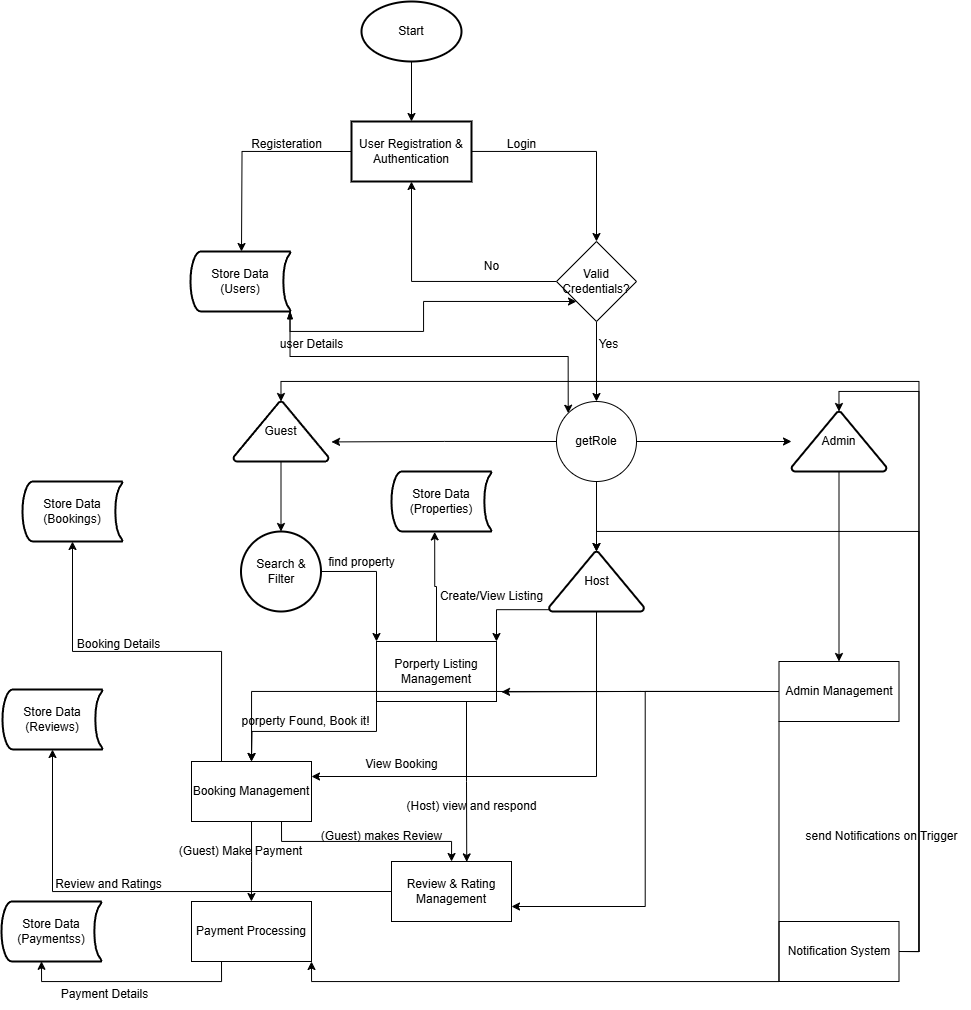 Start
Registeration
User Registration &
Authentication
Login
Store Data
(Users)
No
Valid
Credentials?
user Details
Yes
Guest
getRole
Admin
Store Data
(Bookings)
Store Data
(Properties)
Search &
Filter
find property
Host
Create/View Listing
Booking Details
Porperty Listing
Management
Admin Management
Store Data
(Reviews)
porperty Found, Book it!
View Booking
Booking Management
(Host) view and respond
(Guest) makes Review
send Notifications on Trigger
(Guest) Make Payment
Review and Ratings
Review & Rating
Management
Store Data
(Paymentss)
Payment Processing
Notification System
Payment Details